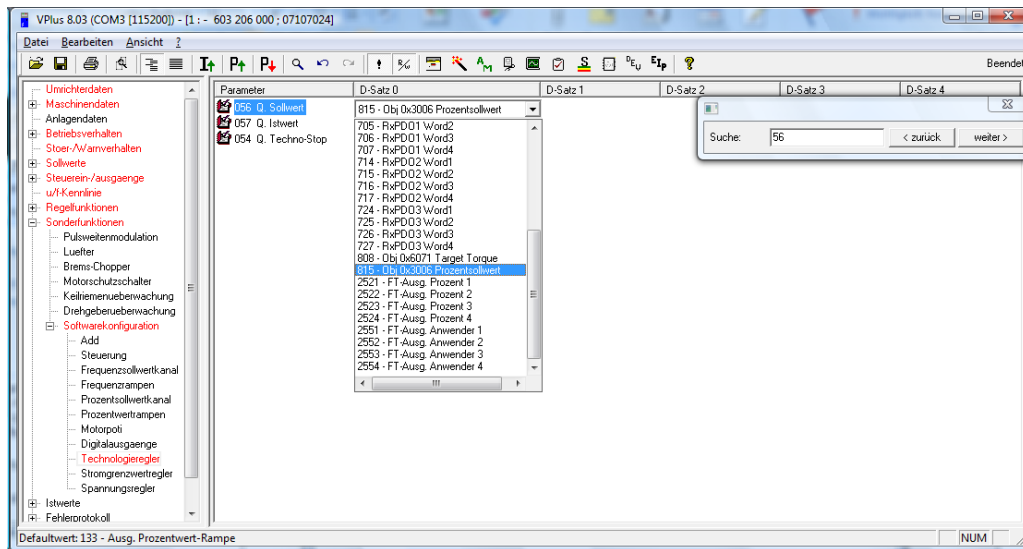 VPlus 8.03 (COM3 [115200]) - [1 : - 603 206 000 ; 07107024]
Datei Bearbeiten Ansicht ?
Beendet
Umrichterdaten
Maschinendaten
Anlagendaten
Betriebsverhalten
Stoer-/Warnverhalten
Sollwerte
Steuerein-/ausgaenge
u/f-Kennlinie
Regelfunktionen
Sonderfunktionen
Pulsweitenmodulation
Luefter
Brems-Chopper
Motorschutzschalter
Keilriemenueberwachung
Drehgeberueberwachung
Softwarekonfiguration
Add
Steuerung
Frequenzsollwertkanal
Frequenzrampen
Prozentsollwertkanal
Prozentwertrampen
Motorpoti
Digitalausgaenge
Technologieregler
Stromgrenzwertregler
Spannungsregler
Istwerte
Fehlerprotokoll
Parameter D-Satz 0 D-Satz 1 D-Satz 2 D-Satz 3 D-Satz 4
056 Q. Sollwert 815 - Obj 0x3006 Prozentsollwert
057 Q. Istwert
054 Q. Techno-Stop
705 - RxPDO1 Word2
706 - RxPDO1 Word3
707 - RxPDO1 Word4
714 - RxPDO2 Word1
715 - RxPDO2 Word2
716 - RxPDO2 Word3
717 - RxPDO2 Word4
724 - RxPDO3 Word1
725 - RxPDO3 Word2
726 - RxPDO3 Word3
727 - RxPDO3 Word4
808 - Obj 0x6071 Target Torque
815 - Obj 0x3006 Prozentsollwert
2521 - FT-Ausg. Prozent 1
2522 - FT-Ausg. Prozent 2
2523 - FT-Ausg. Prozent 3
2524 - FT-Ausg. Prozent 4
2551 - FT-Ausg. Anwender 1
2552 - FT-Ausg. Anwender 2
2553 - FT-Ausg. Anwender 3
2554 - FT-Ausg. Anwender 4
Suche: 56 < zurück weiter >
Defaultwert: 133 - Ausg. Prozentwert-Rampe NUM